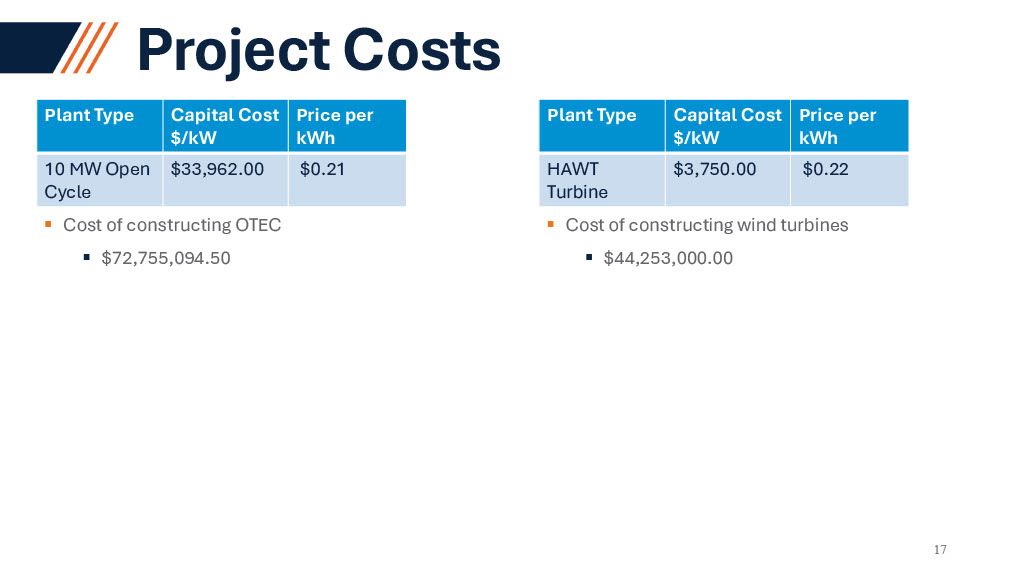 Project Costs
Plant Type
Capital Cost
$/kW
Price per
kWh
10 MW Open
Cycle
$33,962.00
$0.21
Cost of constructing OTEC
$72,755,094.50
Plant Type
Capital Cost
$/kW
Price per
kWh
HAWT
Turbine
$3,750.00
$0.22
Cost of constructing wind turbines
$44,253,000.00
17